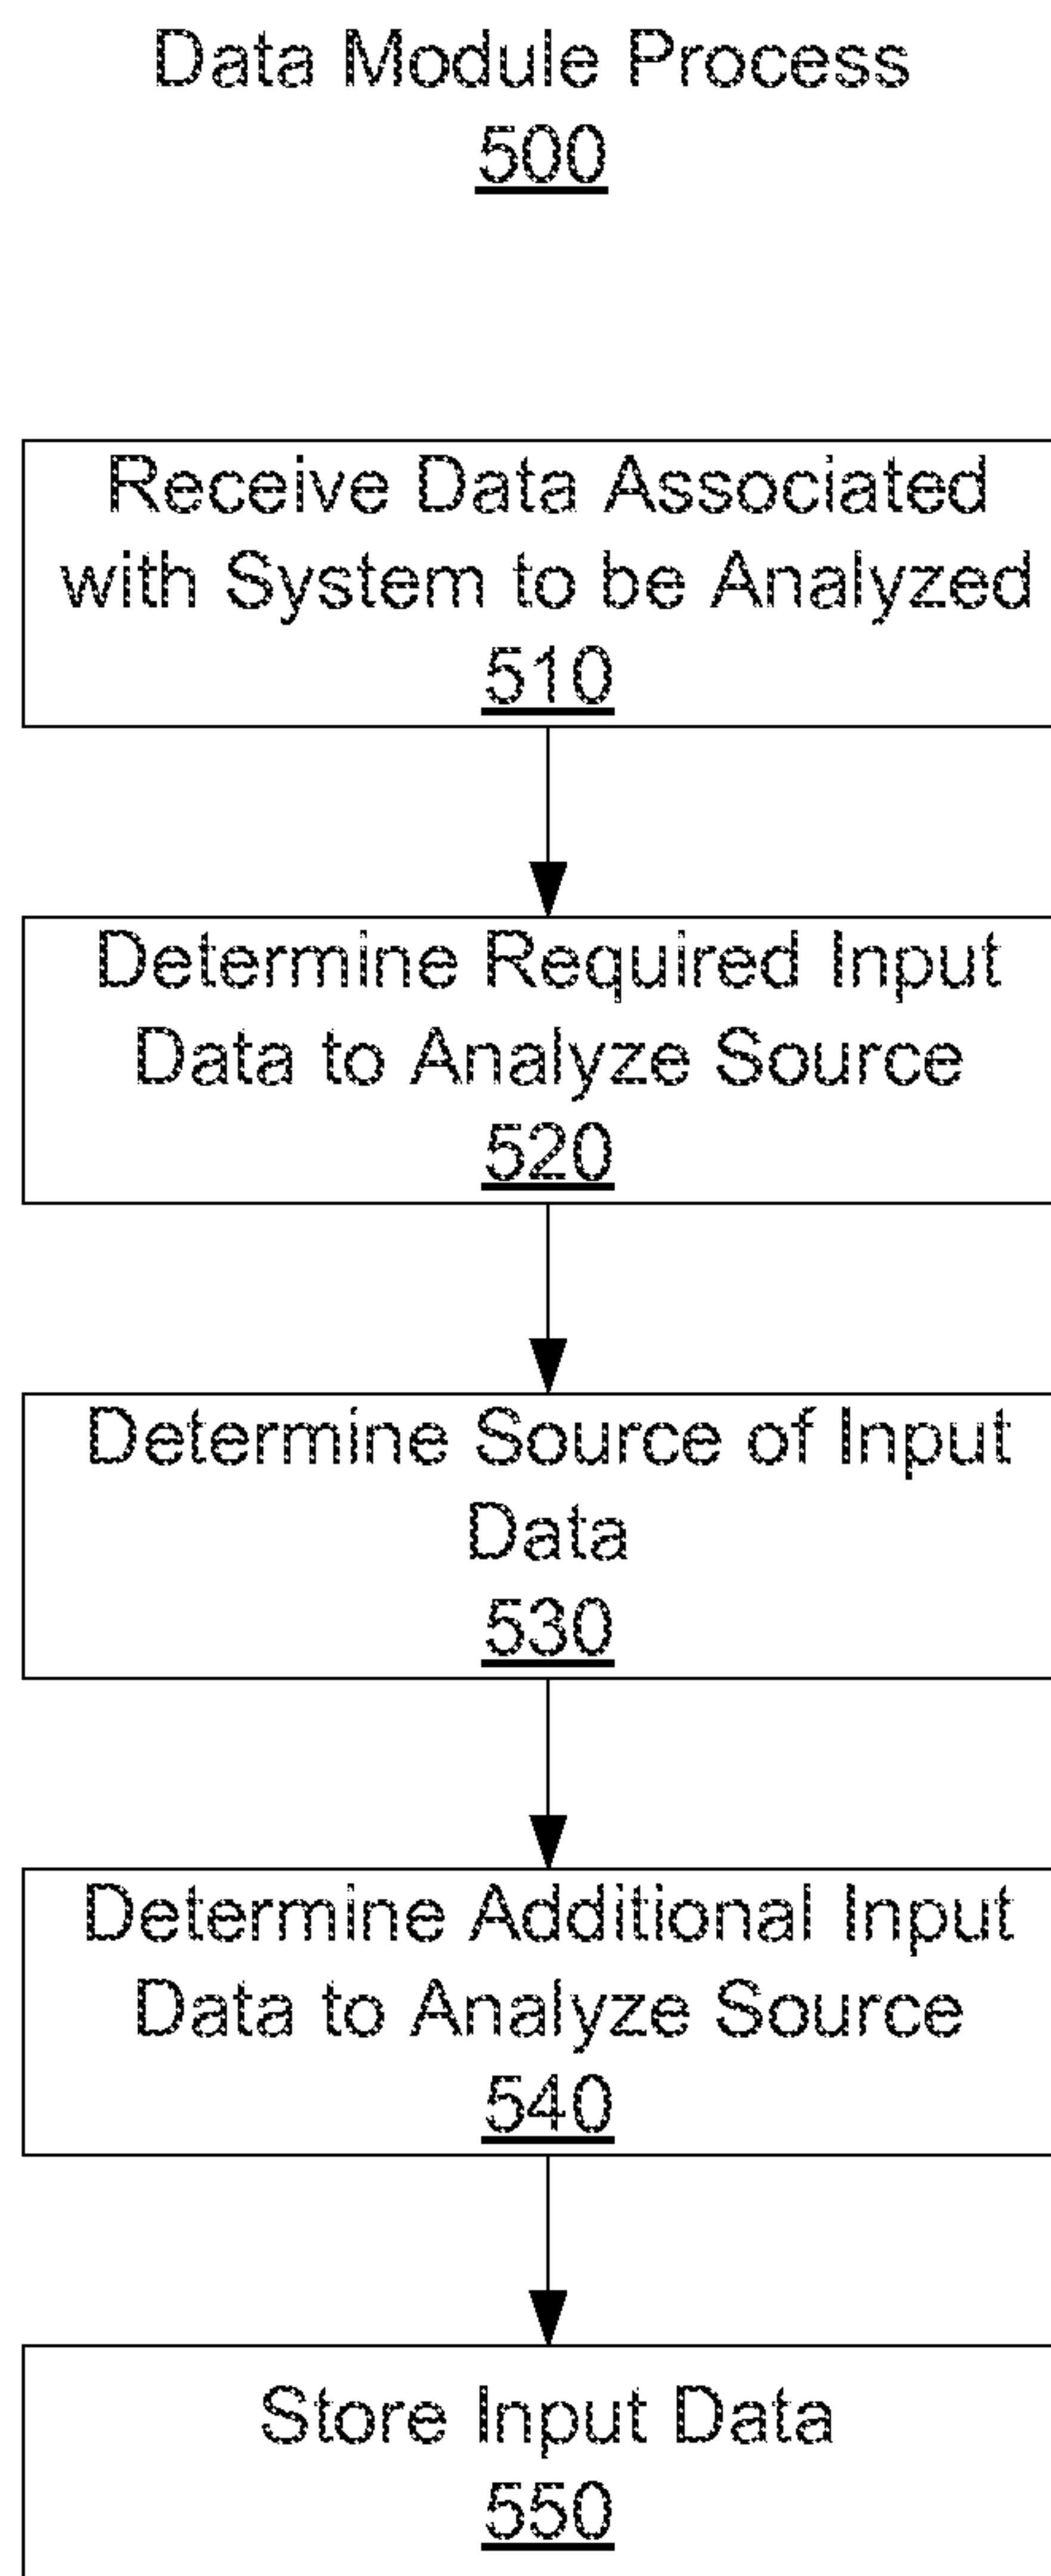 Data Module Process
500
Receive Data Associated
with System to be Analyzed
510
Determine Required Input
Data to Analyze Source
520
Determine Source of Input
Data
530
Determine Additional Input
Data to Analyze Source
540
Store Input Data
550